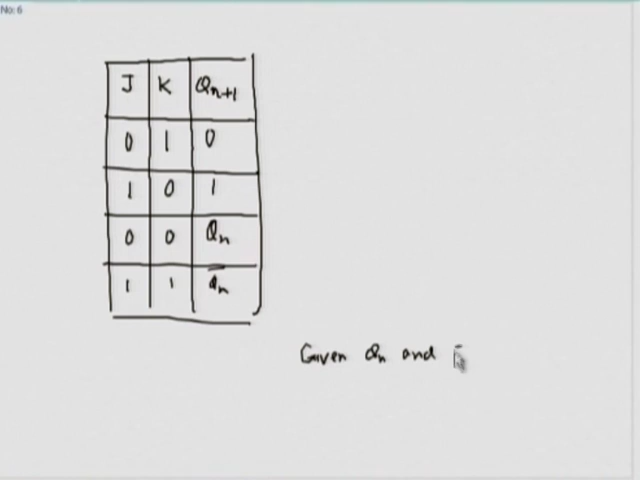 No: 6
J K Qn+1
0 1 0
1 0 1
0 0 Qn
1 1 Q̅n
Given Qn and